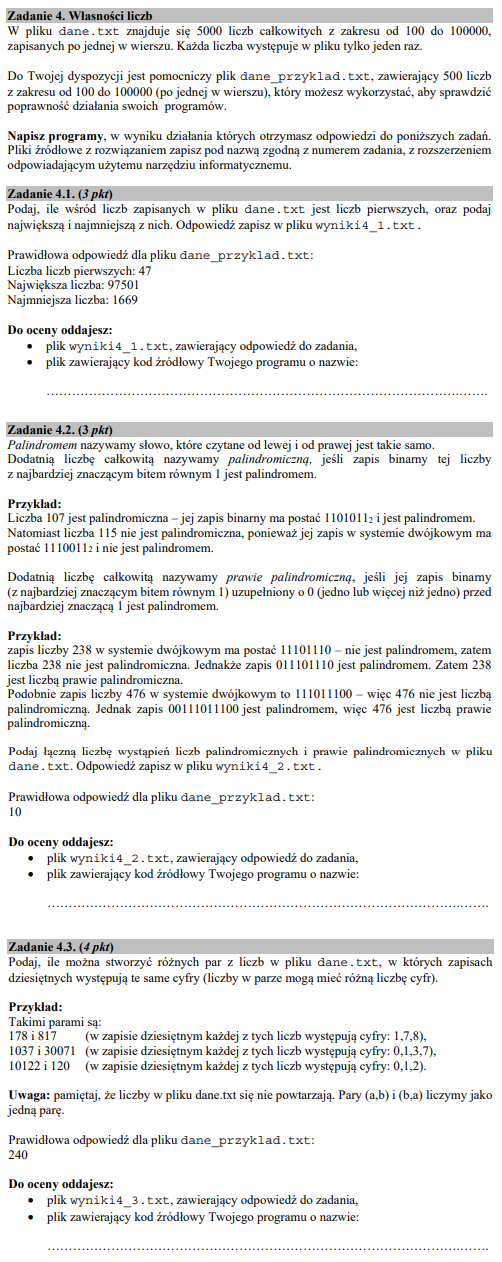 Zadanie 4. Własności liczb
W pliku dane.txt znajduje się 5000 liczb całkowitych z zakresu od 100 do 100000,
zapisanych po jednej w wierszu. Każda liczba występuje w pliku tylko jeden raz.
Do Twojej dyspozycji jest pomocniczy plik dane_przyklad.txt, zawierający 500 liczb
z zakresu od 100 do 100000 (po jednej w wierszu), który możesz wykorzystać, aby sprawdzić
poprawność działania swoich programów.
Napisz programy, w wyniku działania których otrzymasz odpowiedzi do poniższych zadań.
Pliki źródłowe z rozwiązaniem zapisz pod nazwą zgodną z numerem zadania, z rozszerzeniem
odpowiadającym użytemu narzędziu informatycznemu.
Zadanie 4.1. (3 pkt)
Podaj, ile wśród liczb zapisanych w pliku dane.txt jest liczb pierwszych, oraz podaj
największą i najmniejszą z nich. Odpowiedź zapisz w pliku wyniki4_1.txt.
Prawidłowa odpowiedź dla pliku dane_przyklad.txt:
Liczba liczb pierwszych: 47
Największa liczba: 97501
Najmniejsza liczba: 1669
Do oceny oddajesz:
• plik wyniki4_1.txt, zawierający odpowiedź do zadania,
• plik zawierający kod źródłowy Twojego programu o nazwie:
……………………………………………………………………………………….…….
Zadanie 4.2. (3 pkt)
Palindromem nazywamy słowo, które czytane od lewej i od prawej jest takie samo.
Dodatnią liczbę całkowitą nazywamy palindromiczną, jeśli zapis binarny tej liczby
z najbardziej znaczącym bitem równym 1 jest palindromem.
Przykład:
Liczba 107 jest palindromiczna – jej zapis binarny ma postać 1101011₂ i jest palindromem.
Natomiast liczba 115 nie jest palindromiczna, ponieważ jej zapis w systemie dwójkowym ma
postać 1110011₂ i nie jest palindromem.
Dodatnią liczbę całkowitą nazywamy prawie palindromiczną, jeśli jej zapis binarny
(z najbardziej znaczącym bitem równym 1) uzupełniony o 0 (jedno lub więcej niż jedno) przed
najbardziej znaczącą 1 jest palindromem.
Przykład:
zapis liczby 238 w systemie dwójkowym ma postać 11101110 – nie jest palindromem, zatem
liczba 238 nie jest palindromiczna. Jednakże zapis 011101110 jest palindromem. Zatem 238
jest liczbą prawie palindromiczna.
Podobnie zapis liczby 476 w systemie dwójkowym to 111011100 – więc 476 nie jest liczbą
palindromiczną. Jednak zapis 00111011100 jest palindromem, więc 476 jest liczbą prawie
palindromiczną.
Podaj łączną liczbę wystąpień liczb palindromicznych i prawie palindromicznych w pliku
dane.txt. Odpowiedź zapisz w pliku wyniki4_2.txt.
Prawidłowa odpowiedź dla pliku dane_przyklad.txt:
10
Do oceny oddajesz:
• plik wyniki4_2.txt, zawierający odpowiedź do zadania,
• plik zawierający kod źródłowy Twojego programu o nazwie:
……………………………………………………………………………………….…….
Zadanie 4.3. (4 pkt)
Podaj, ile można stworzyć różnych par z liczb w pliku dane.txt, w których zapisach
dziesiętnych występują te same cyfry (liczby w parze mogą mieć różną liczbę cyfr).
Przykład:
Takimi parami są:
178 i 817 (w zapisie dziesiętnym każdej z tych liczb występują cyfry: 1,7,8),
1037 i 30071 (w zapisie dziesiętnym każdej z tych liczb występują cyfry: 0,1,3,7),
10122 i 120 (w zapisie dziesiętnym każdej z tych liczb występują cyfry: 0,1,2).
Uwaga: pamiętaj, że liczby w pliku dane.txt się nie powtarzają. Pary (a,b) i (b,a) liczymy jako
jedną parę.
Prawidłowa odpowiedź dla pliku dane_przyklad.txt:
240
Do oceny oddajesz:
• plik wyniki4_3.txt, zawierający odpowiedź do zadania,
• plik zawierający kod źródłowy Twojego programu o nazwie:
……………………………………………………………………………………….…….